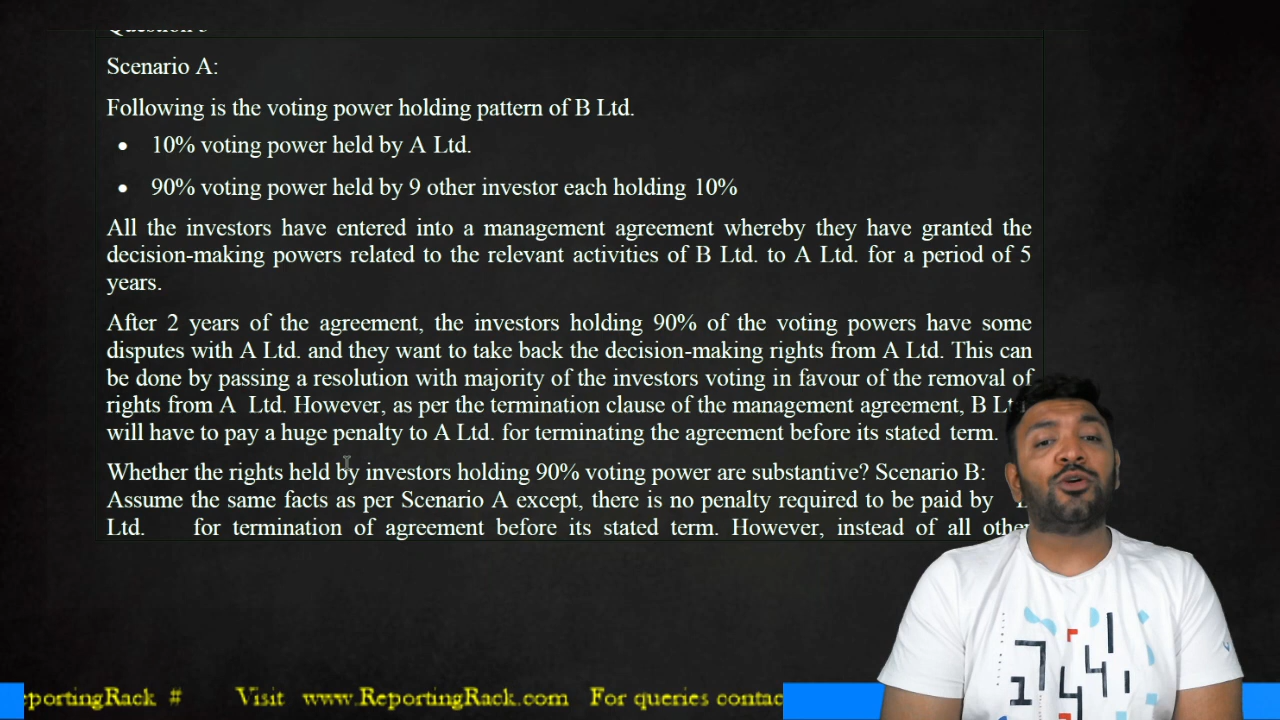 Scenario A:
Following is the voting power holding pattern of B Ltd.
• 10% voting power held by A Ltd.
• 90% voting power held by 9 other investor each holding 10%
All the investors have entered into a management agreement whereby they have granted the
decision-making powers related to the relevant activities of B Ltd. to A Ltd. for a period of 5
years.
After 2 years of the agreement, the investors holding 90% of the voting powers have some
disputes with A Ltd. and they want to take back the decision-making rights from A Ltd. This can
be done by passing a resolution with majority of the investors voting in favour of the removal of
rights from A Ltd. However, as per the termination clause of the management agreement, B
will have to pay a huge penalty to A Ltd. for terminating the agreement before its stated term.
Whether the rights held by investors holding 90% voting power are substantive? Scenario B:
Assume the same facts as per Scenario A except, there is no penalty required to be paid by
Ltd. for termination of agreement before its stated term. However, instead of all other
eportingRack # Visit www.ReportingRack.com For queries contac